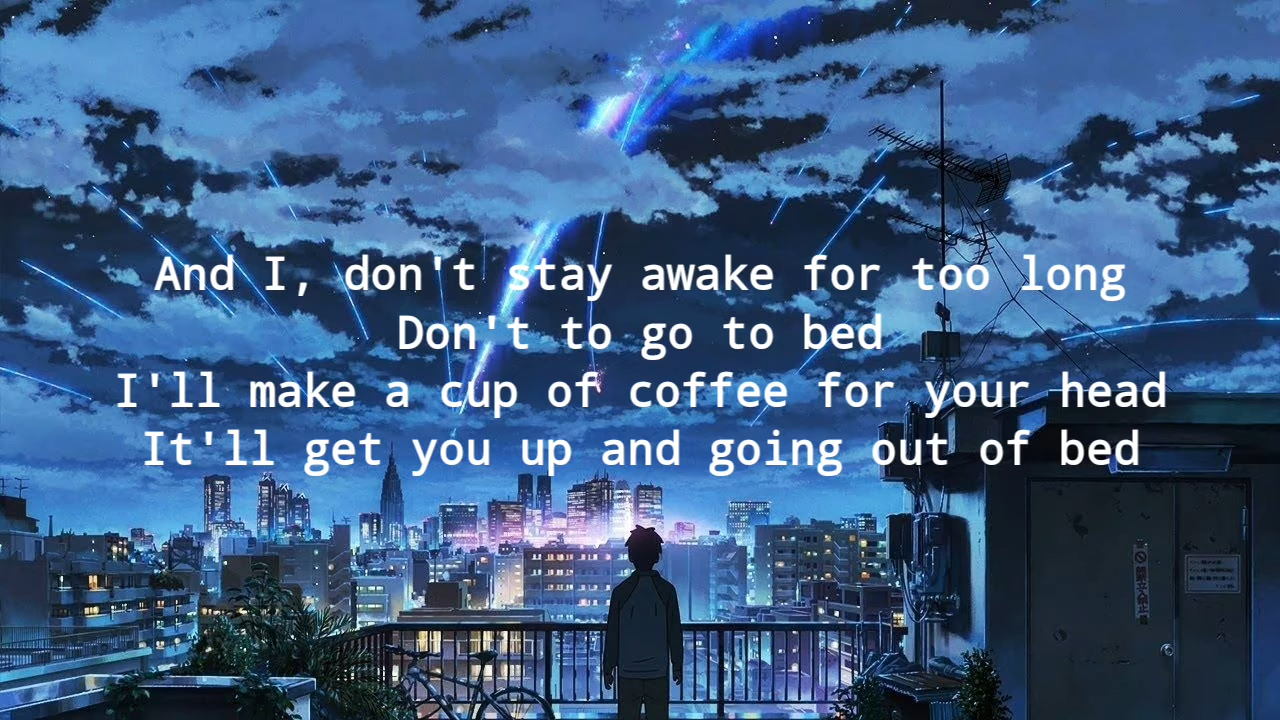 And I, don't stay awake for too long
Don't to go to bed
I'll make a cup of coffee for your head
It'll get you up and going out of bed